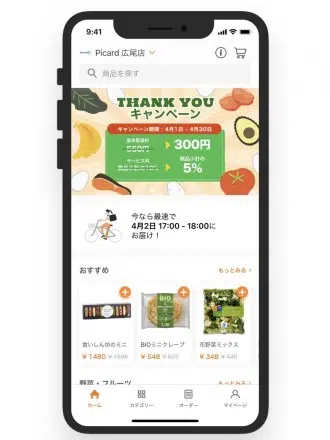 9:41
Picard 広尾店
商品を探す
THANK YOU
キャンペーン
キャンペーン期間：4月1日 - 4月30日
基本配送料
550円
300円
サービス料
商品小計の
5%
今なら最速で
4月2日 17:00 - 18:00に
お届け！
おすすめ
もっとみる
BIO
食いしん坊のミニ
BIOミニクレープ
花野菜ミックス
¥ 1480
¥ 548
¥ 348
野菜・フルーツ
もっとみる
ホーム
カテゴリー
オーダー
マイページ